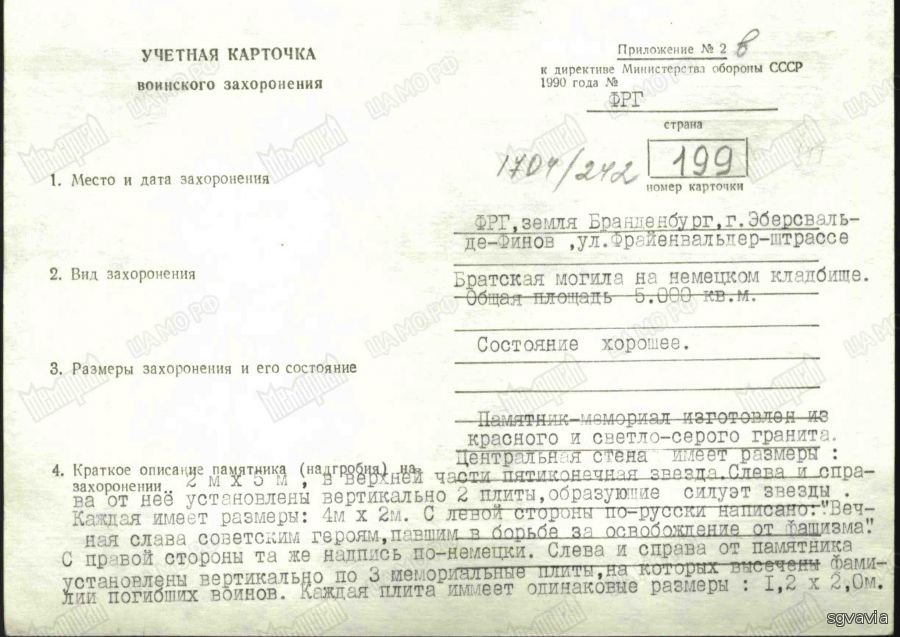 УЧЕТНАЯ КАРТОЧКА
воинского захоронения
Приложение № 2 в
к директиве Министерства обороны СССР
1990 года №
ФРГ
страна
1704/242
199
номер карточки
1. Место и дата захоронения
ФРГ,земля Бранденбург,г.Эберсваль-
де-Финов ,ул.Фрайенвальдер-штрассе
2. Вид захоронения
Братская могила на немецком кладбище.
Общая площадь 5.000 кв.м.
Состояние хорошее.
3. Размеры захоронения и его состояние
Памятник-мемориал изготовлен из
красного и светло-серого гранита.
Центральная стена имеет размеры :
4. Краткое описание памятника (надгробия) на
захоронении, 2 м х 5 м , в верхней части пятиконечная звезда.Слева и спра-
ва от неё установлены вертикально 2 плиты,образующие силуэт звезды .
Каждая имеет размеры: 4м х 2м. С левой стороны по-русски написано:"Веч-
ная слава советским героям,павшим в борьбе за освобождение от фашизма".
С правой стороны та же надпись по-немецки. Слева и справа от памятника
установлены вертикально по 3 мемориальные плиты,на которых высечены фами-
лии погибших воинов. Каждая плита иммеет одинаковые размеры : 1,2 х 2,0м.
МЕМОРИАЛ
ЦАМО РФ
sgvavia